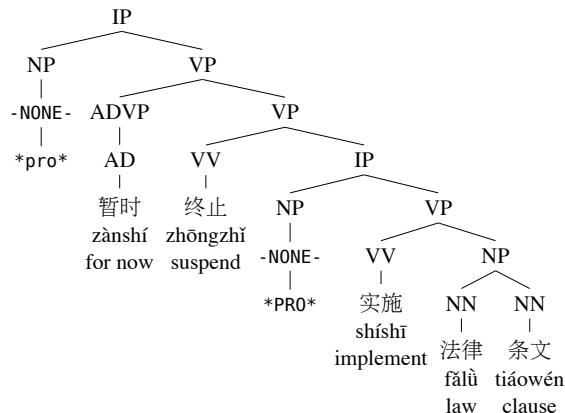 IP
NP VP
-NONE- ADVP VP
*pro* AD VV IP
暂时 终止 NP VP
zànshí zhōngzhǐ -NONE- VV NP
for now suspend *PRO* 实施 NN NN
shíshī 法律 条文
implement fǎlǜ tiáowén
law clause